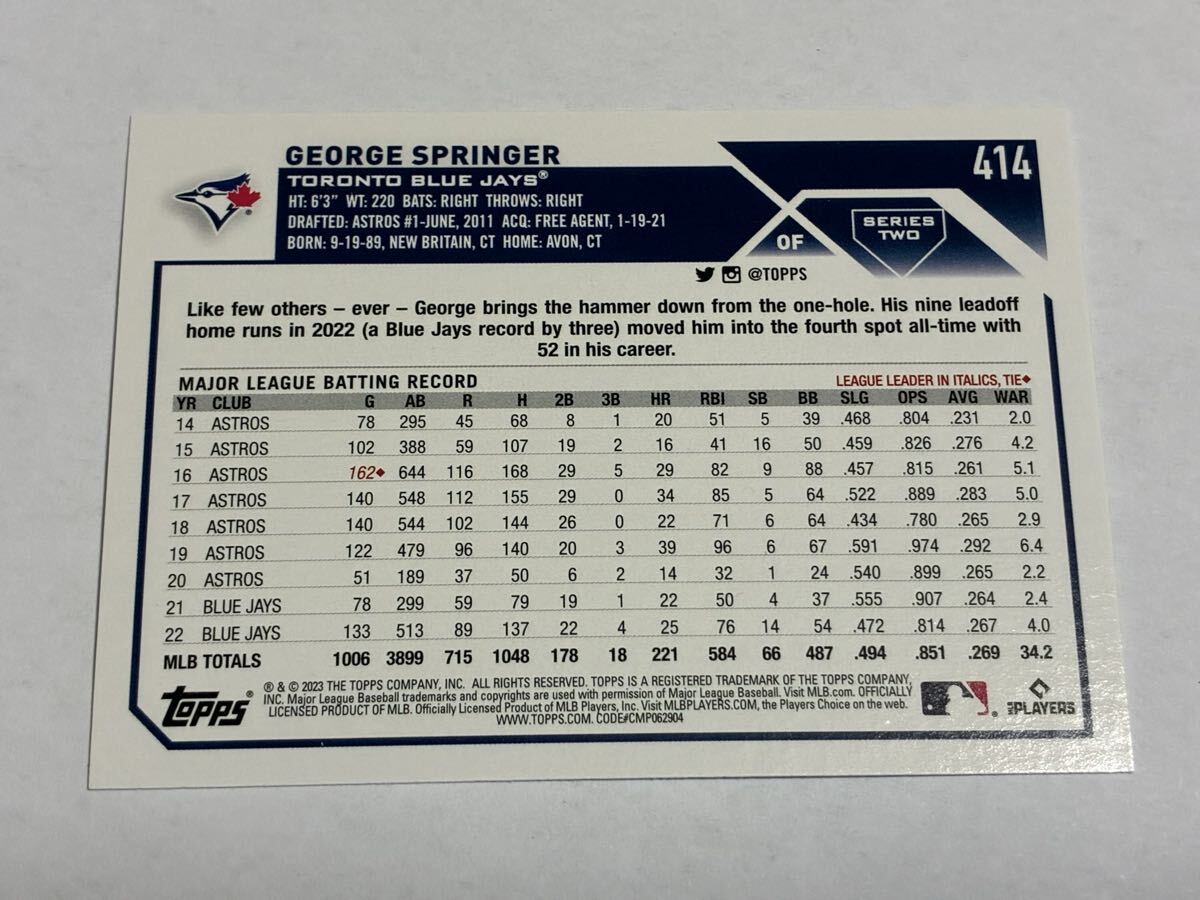 GEORGE SPRINGER
414
TORONTO BLUE JAYS®
HT: 6'3" WT: 220 BATS: RIGHT THROWS: RIGHT
DRAFTED: ASTROS #1-JUNE, 2011 ACQ: FREE AGENT, 1-19-21
BORN: 9-19-89, NEW BRITAIN, CT HOME: AVON, CT
OF
SERIES
TWO
@TOPPS
Like few others – ever – George brings the hammer down from the one-hole. His nine leadoff
home runs in 2022 (a Blue Jays record by three) moved him into the fourth spot all-time with
52 in his career.
MAJOR LEAGUE BATTING RECORD
LEAGUE LEADER IN ITALICS, TIE◆
YR CLUB G AB R H 2B 3B HR RBI SB BB SLG OPS AVG WAR
14 ASTROS 78 295 45 68 8 1 20 51 5 39 .468 .804 .231 2.0
15 ASTROS 102 388 59 107 19 2 16 41 16 50 .459 .826 .276 4.2
16 ASTROS 162◆ 644 116 168 29 5 29 82 9 88 .457 .815 .261 5.1
17 ASTROS 140 548 112 155 29 0 34 85 5 64 .522 .889 .283 5.0
18 ASTROS 140 544 102 144 26 0 22 71 6 64 .434 .780 .265 2.9
19 ASTROS 122 479 96 140 20 3 39 96 6 67 .591 .974 .292 6.4
20 ASTROS 51 189 37 50 6 2 14 32 1 24 .540 .899 .265 2.2
21 BLUE JAYS 78 299 59 79 19 1 22 50 4 37 .555 .907 .264 2.4
22 BLUE JAYS 133 513 89 137 22 4 25 76 14 54 .472 .814 .267 4.0
MLB TOTALS 1006 3899 715 1048 178 18 221 584 66 487 .494 .851 .269 34.2
Topps®
® & © 2023 THE TOPPS COMPANY, INC. ALL RIGHTS RESERVED. TOPPS IS A REGISTERED TRADEMARK OF THE TOPPS COMPANY,
INC. Major League Baseball trademarks and copyrights are used with permission of Major League Baseball. Visit MLB.com. OFFICIALLY
LICENSED PRODUCT OF MLB. Officially Licensed Product of MLB Players, Inc. Visit MLBPLAYERS.COM, the Players Choice on the web.
WWW.TOPPS.COM. CODE#CMP062904
MLB PLAYERS